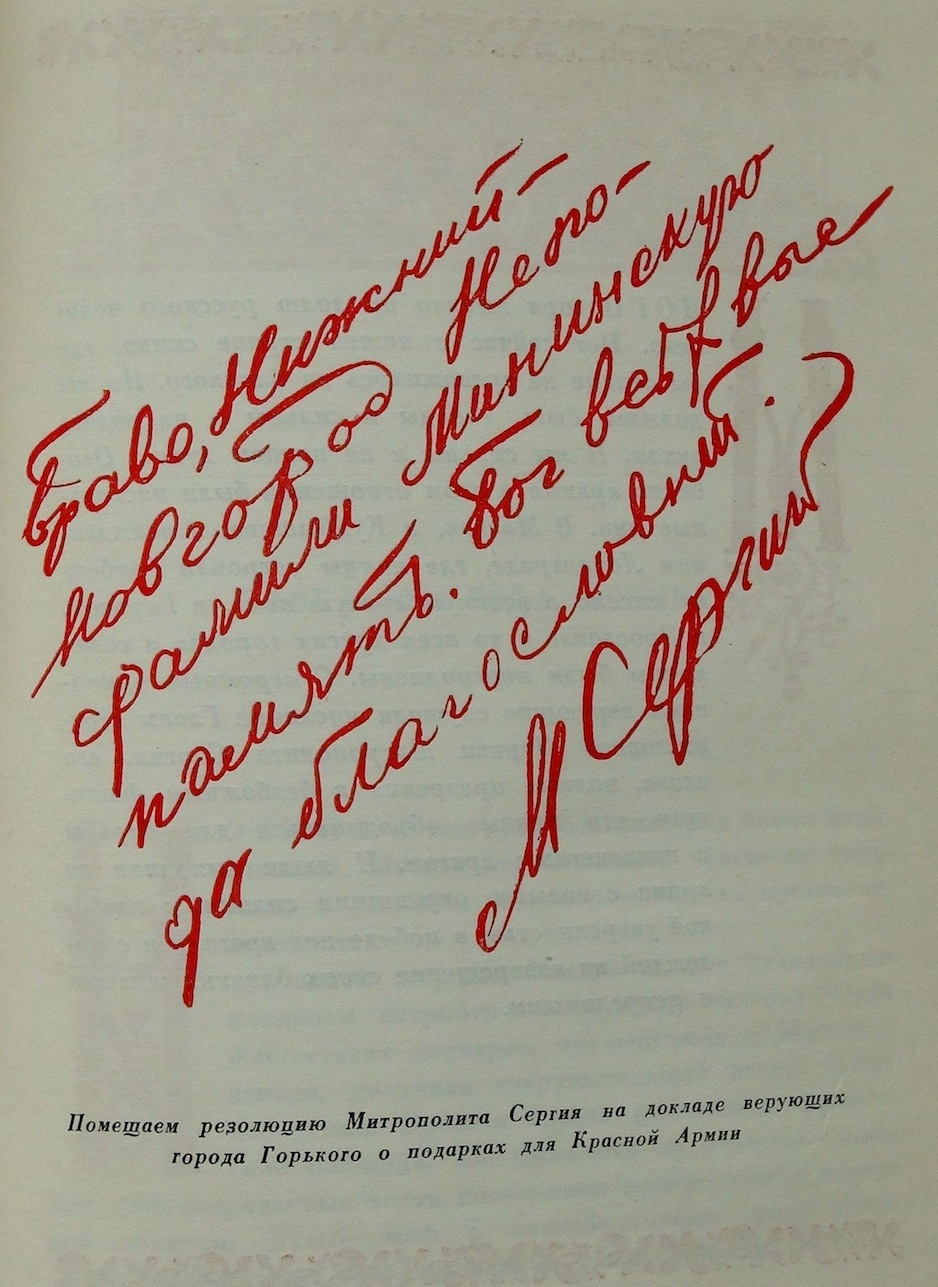 Браво, Нижний-
Новгород Непо-
срамили Мининскую
память. Бог всѣх вас
да благословит.
М Сергий
Помещаем резолюцию Митрополита Сергия на докладе верующих
города Горького о подарках для Красной Армии